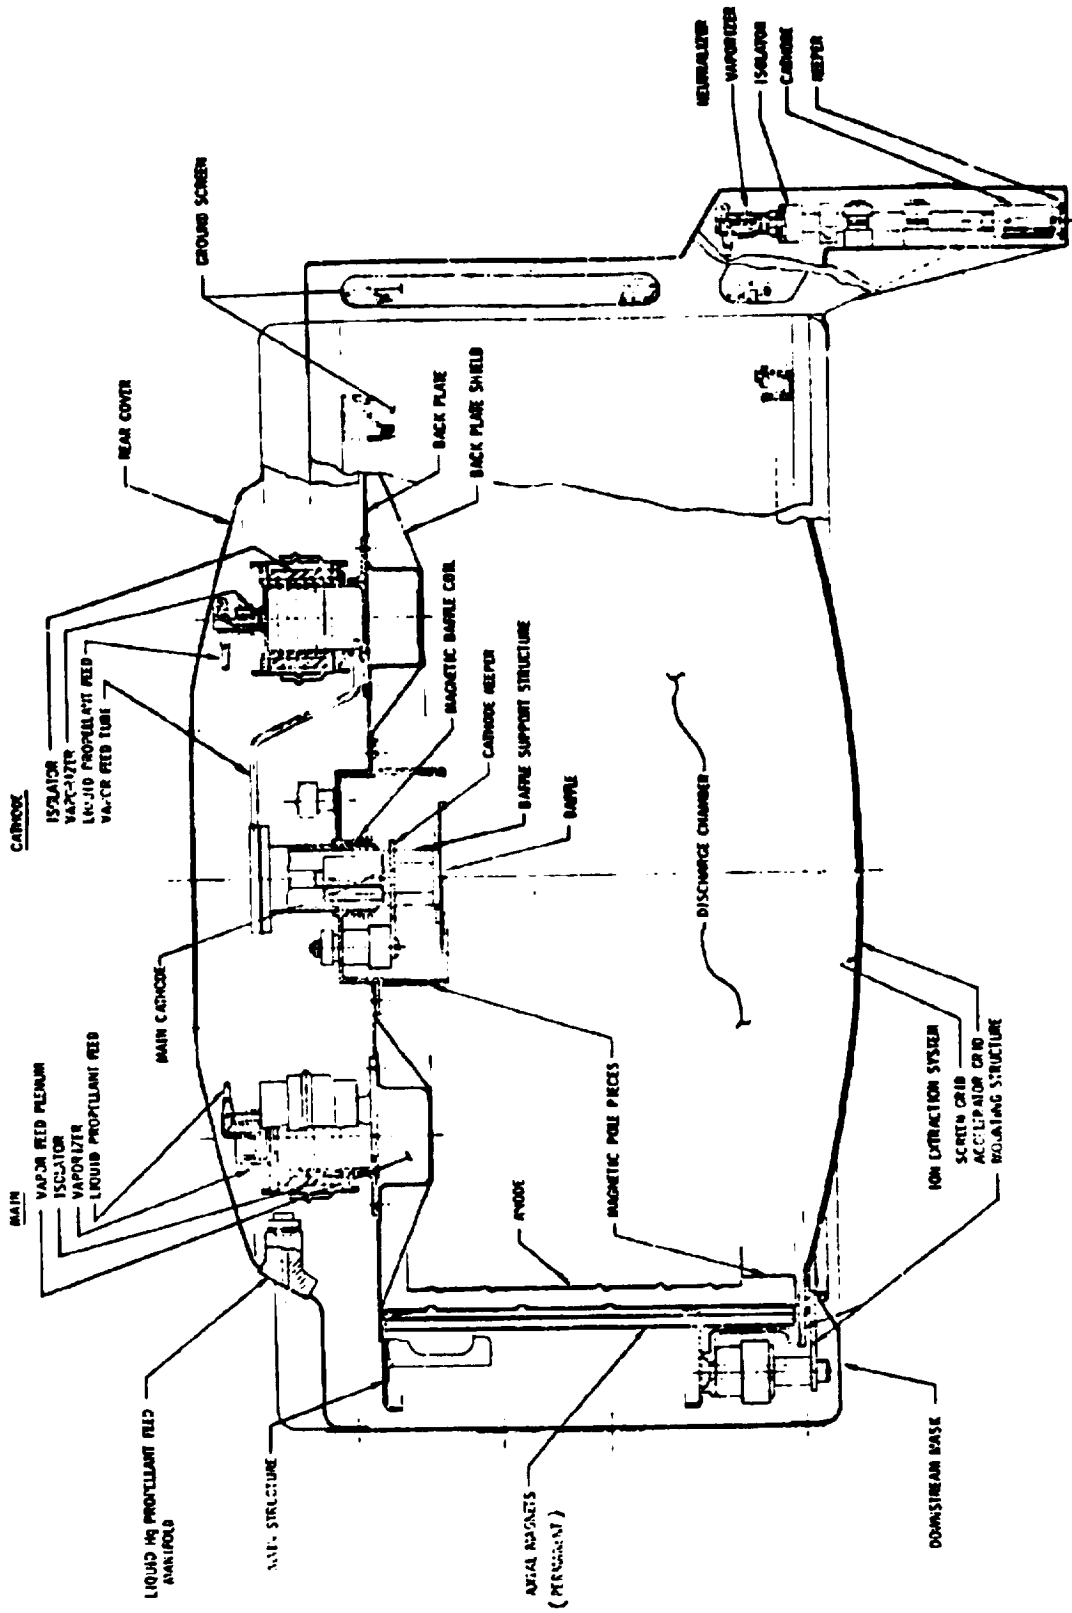 MAIN
VAPOR FEED PLENUM
ISOLATOR
VAPORIZER
LIQUID PROPELLANT FEED
CATHODE
ISOLATOR
VAPORIZER
LIQUID PROPELLANT FEED
VAPOR FEED TUBE
REAR COVER
GROUND SCREEN
NEUTRALIZER
VAPORIZER
ISOLATOR
CATHODE
KEEPER
LIQUID Hg PROPELLANT FEED
MANIFOLD
MAIN CATHODE
BACK PLATE
BACK PLATE SHIELD
MAGNETIC BAFFLE COIL
CATHODE KEEPER
BAFFLE SUPPORT STRUCTURE
BAFFLE
MAIN STRUCTURE
ANODE
MAGNETIC POLE PIECES
DISCHARGE CHAMBER
AXIAL MAGNETS
(PERMANENT)
ION EXTRACTION SYSTEM
SCREEN GRID
ACCELERATOR GRID
MOUNTING STRUCTURE
DOWNSTREAM MASK